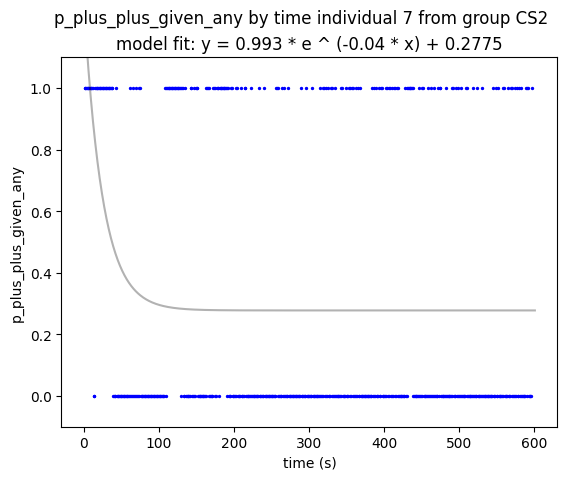 p_plus_plus_given_any by time individual 7 from group CS2
model fit: y = 0.993 * e ^ (-0.04 * x) + 0.2775
p_plus_plus_given_any
1.0
0.8
0.6
0.4
0.2
0.0
0 100 200 300 400 500 600
time (s)